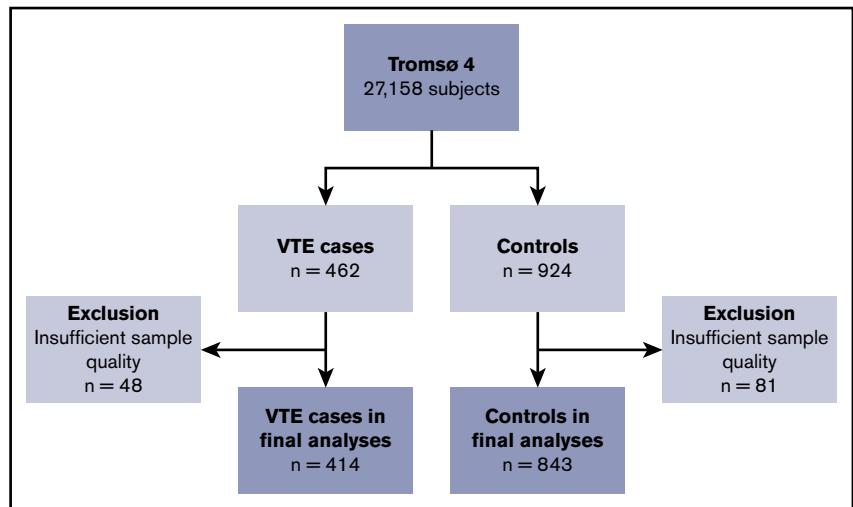 Tromsø 4
27,158 subjects
VTE cases
n = 462
Controls
n = 924
Exclusion
Insufficient sample
quality
n = 48
Exclusion
Insufficient sample
quality
n = 81
VTE cases in
final analyses
n = 414
Controls in
final analyses
n = 843